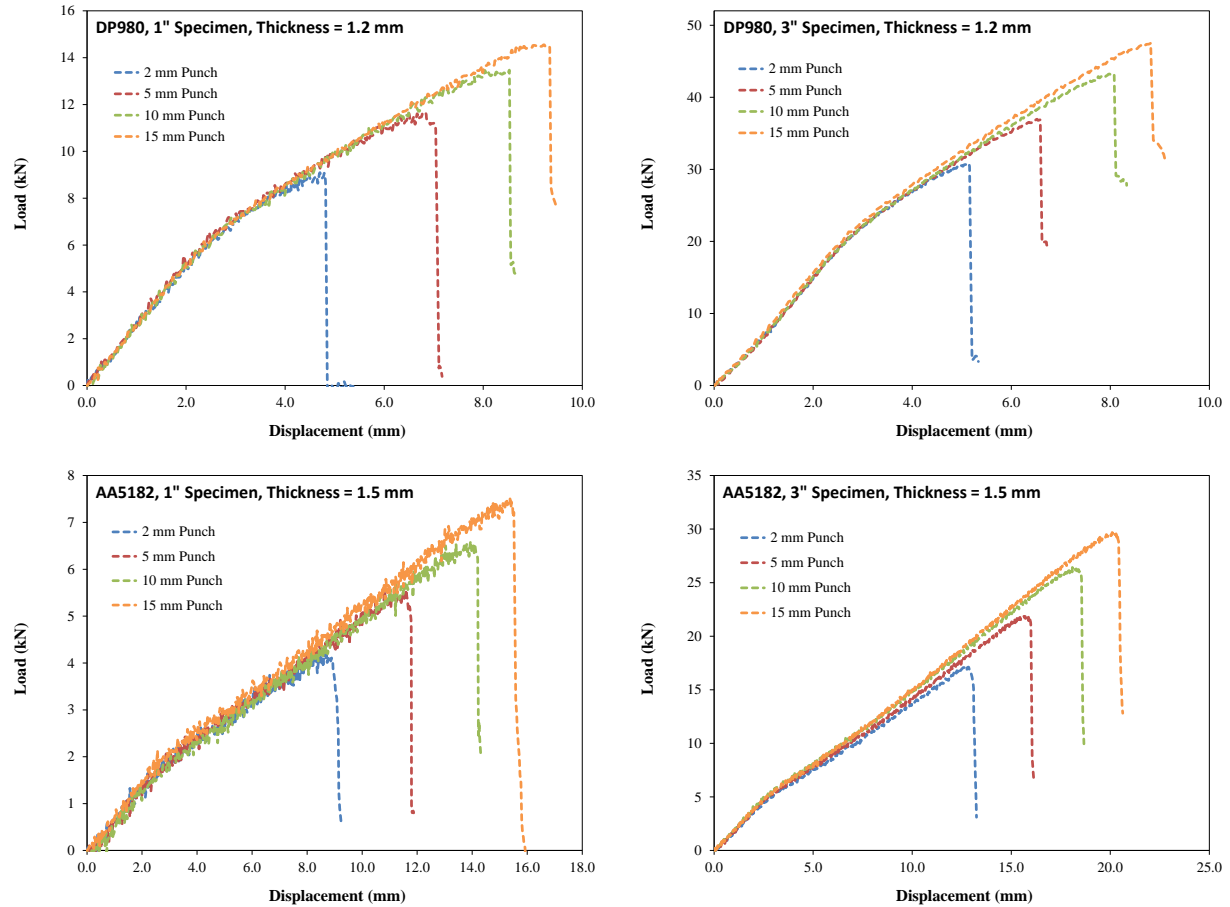 DP980, 1" Specimen, Thickness = 1.2 mm
16
14
12
10
8
6
4
2
0
Load (kN)
2 mm Punch
5 mm Punch
10 mm Punch
15 mm Punch
0.0 2.0 4.0 6.0 8.0 10.0
Displacement (mm)
DP980, 3" Specimen, Thickness = 1.2 mm
50
40
30
20
10
0
Load (kN)
2 mm Punch
5 mm Punch
10 mm Punch
15 mm Punch
0.0 2.0 4.0 6.0 8.0 10.0
Displacement (mm)
AA5182, 1" Specimen, Thickness = 1.5 mm
8
7
6
5
4
3
2
1
0
Load (kN)
2 mm Punch
5 mm Punch
10 mm Punch
15 mm Punch
0.0 2.0 4.0 6.0 8.0 10.0 12.0 14.0 16.0 18.0
Displacement (mm)
AA5182, 3" Specimen, Thickness = 1.5 mm
35
30
25
20
15
10
5
0
Load (kN)
2 mm Punch
5 mm Punch
10 mm Punch
15 mm Punch
0.0 5.0 10.0 15.0 20.0 25.0
Displacement (mm)